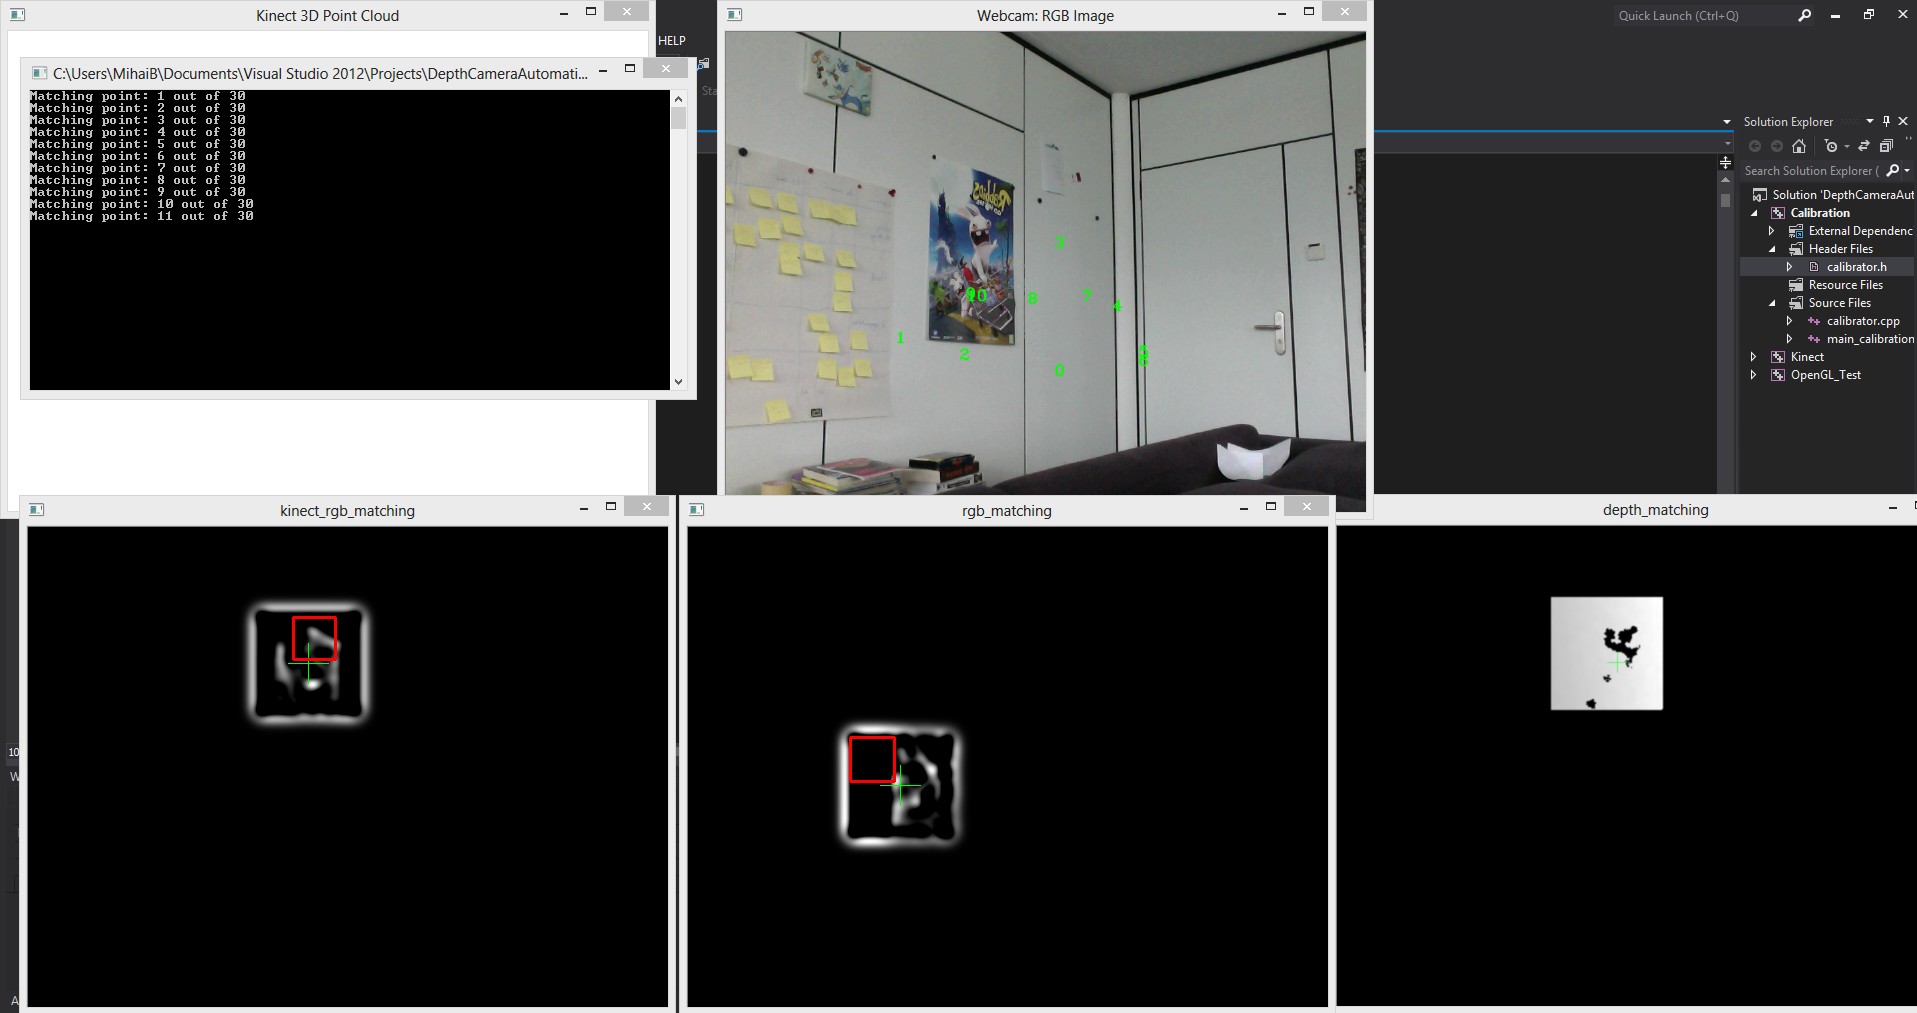 Kinect 3D Point Cloud
Webcam: RGB Image
Quick Launch (Ctrl+Q)
HELP
C:\Users\MihaiB\Documents\Visual Studio 2012\Projects\DepthCameraAutomati...
Sta
Matching point: 1 out of 30
Matching point: 2 out of 30
Matching point: 3 out of 30
Matching point: 4 out of 30
Matching point: 5 out of 30
Matching point: 6 out of 30
Matching point: 7 out of 30
Matching point: 8 out of 30
Matching point: 9 out of 30
Matching point: 10 out of 30
Matching point: 11 out of 30
Rabbids
3
10
8
7
4
1
2
0
Solution Explorer
Search Solution Explorer (
Solution 'DepthCameraAut
Calibration
External Dependenc
Header Files
calibrator.h
Resource Files
Source Files
calibrator.cpp
main_calibration
Kinect
OpenGL_Test
kinect_rgb_matching
rgb_matching
depth_matching
10
W
A